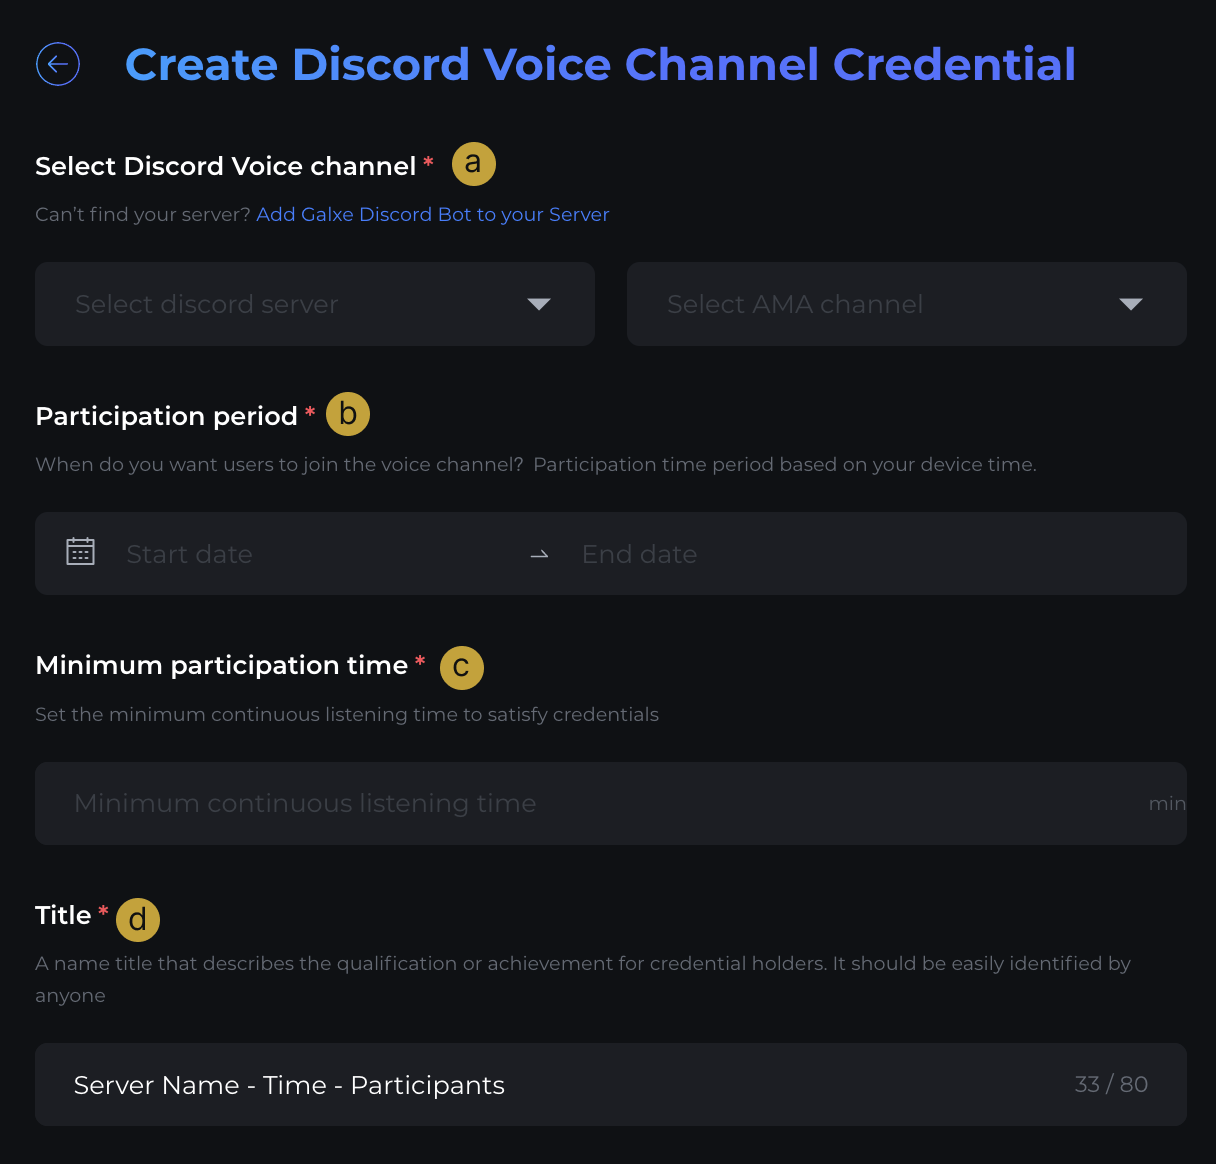 Create Discord Voice Channel Credential
Select Discord Voice channel * a
Can't find your server? Add Galxe Discord Bot to your Server
Select discord server
Select AMA channel
Participation period * b
When do you want users to join the voice channel? Participation time period based on your device time.
Start date → End date
Minimum participation time * c
Set the minimum continuous listening time to satisfy credentials
Minimum continuous listening time min
Title * d
A name title that describes the qualification or achievement for credential holders. It should be easily identified by
anyone
Server Name - Time - Participants 33 / 80